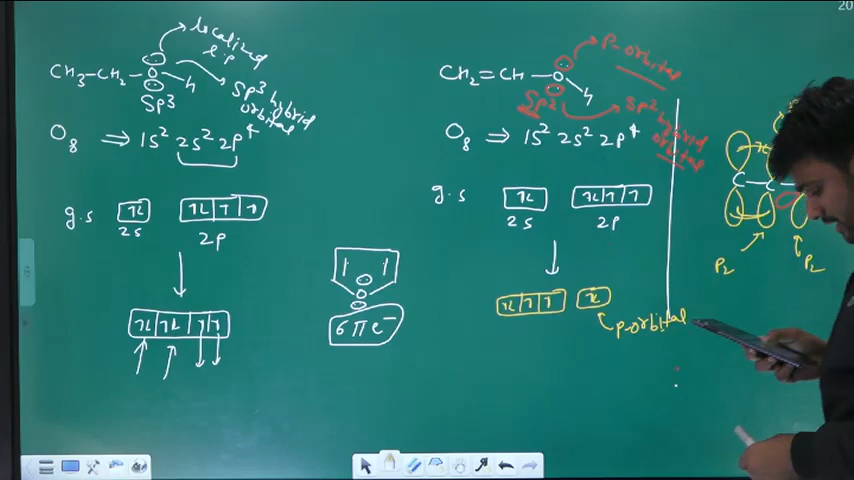 localized
l.p
CH3-CH2-O-H
Sp3
Sp3 hybrid
orbital
O8 ⇒ 1S² 2S² 2P⁴
g.s
2S
2P
6πe⁻
CH2=CH-O-H
P-orbital
Sp2
Sp2 hybrid
orbital
O8 ⇒ 1S² 2S² 2P⁴
g.s
2S
2P
p-orbital
C-C-
Pz
Pz
20